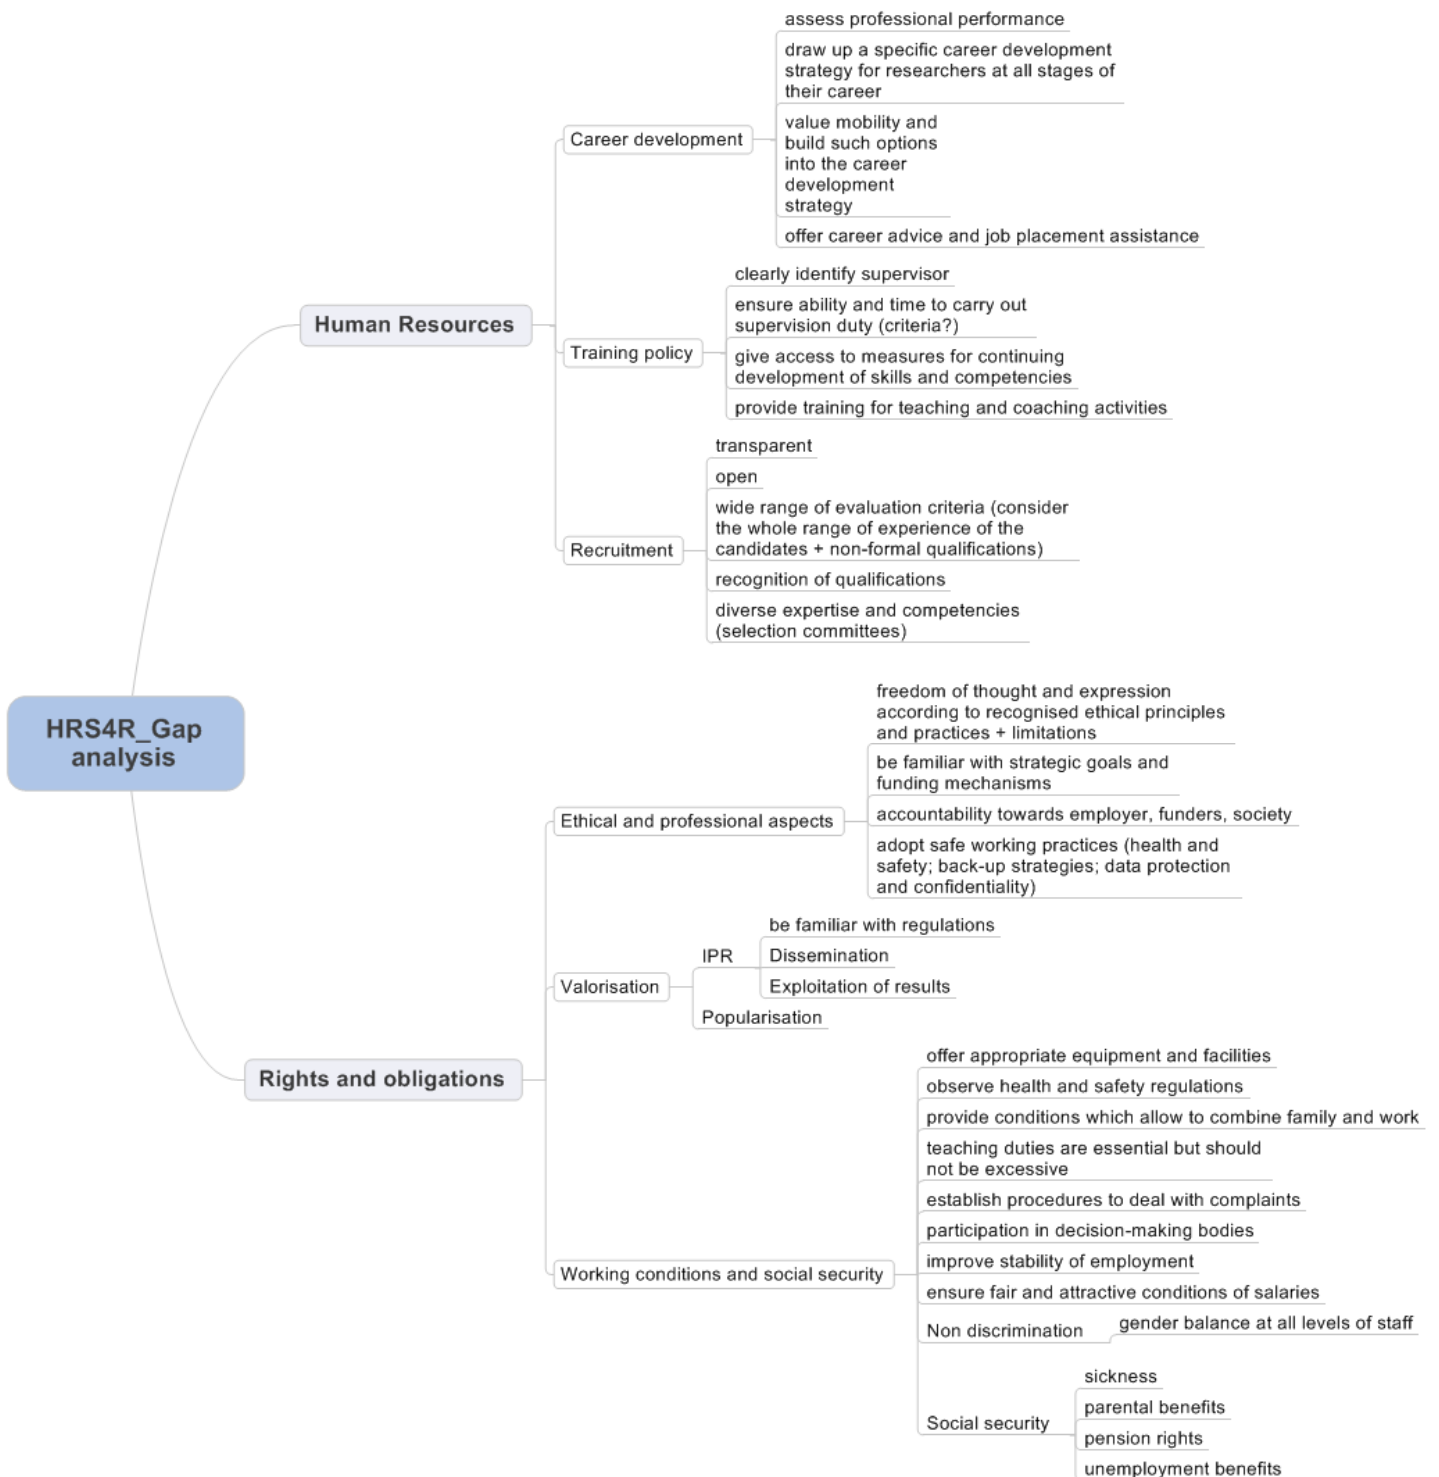 HRS4R_Gap
analysis
Human Resources
Career development
assess professional performance
draw up a specific career development
strategy for researchers at all stages of
their career
value mobility and
build such options
into the career
development
strategy
offer career advice and job placement assistance
Training policy
clearly identify supervisor
ensure ability and time to carry out
supervision duty (criteria?)
give access to measures for continuing
development of skills and competencies
provide training for teaching and coaching activities
Recruitment
transparent
open
wide range of evaluation criteria (consider
the whole range of experience of the
candidates + non-formal qualifications)
recognition of qualifications
diverse expertise and competencies
(selection committees)
Rights and obligations
Ethical and professional aspects
freedom of thought and expression
according to recognised ethical principles
and practices + limitations
be familiar with strategic goals and
funding mechanisms
accountability towards employer, funders, society
adopt safe working practices (health and
safety; back-up strategies; data protection
and confidentiality)
Valorisation
IPR
be familiar with regulations
Dissemination
Exploitation of results
Popularisation
Working conditions and social security
offer appropriate equipment and facilities
observe health and safety regulations
provide conditions which allow to combine family and work
teaching duties are essential but should
not be excessive
establish procedures to deal with complaints
participation in decision-making bodies
improve stability of employment
ensure fair and attractive conditions of salaries
Non discrimination
gender balance at all levels of staff
Social security
sickness
parental benefits
pension rights
unemployment benefits